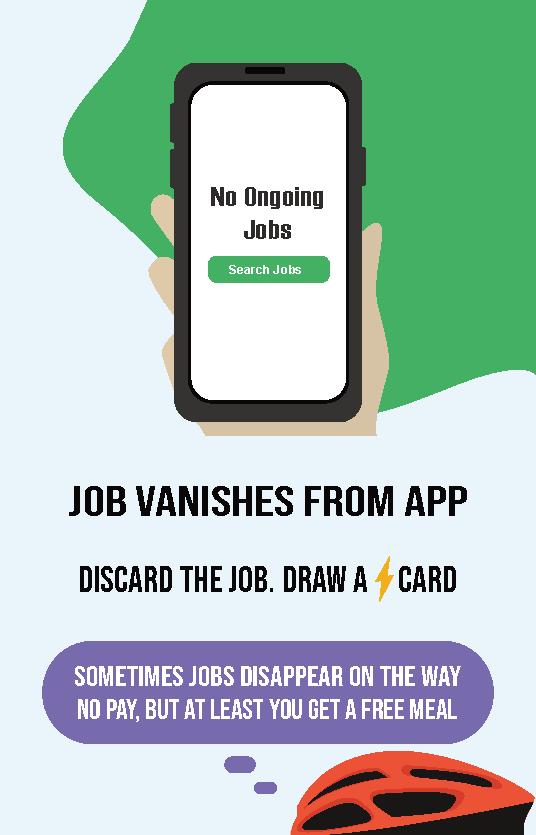 No Ongoing
Jobs
Search Jobs
JOB VANISHES FROM APP
DISCARD THE JOB. DRAW A ⚡ CARD
SOMETIMES JOBS DISAPPEAR ON THE WAY
NO PAY, BUT AT LEAST YOU GET A FREE MEAL